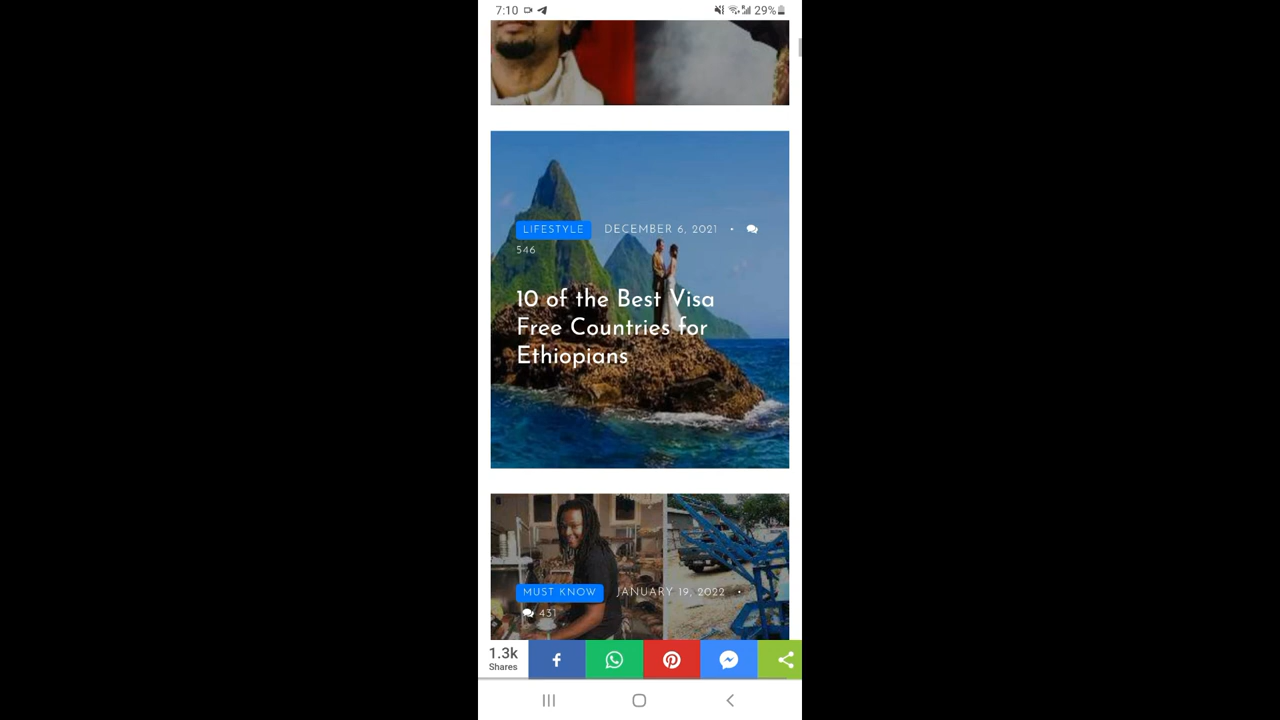 7:10
29%
LIFESTYLE DECEMBER 6, 2021 •
546
10 of the Best Visa
Free Countries for
Ethiopians
MUST KNOW JANUARY 19, 2022 •
431
1.3k
Shares